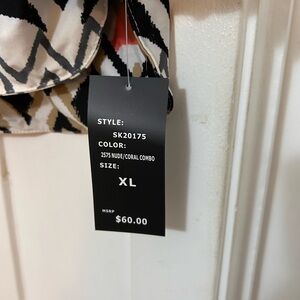 STYLE:
SK20175
COLOR:
2575 NUDE/CORAL COMBO
SIZE:
XL
MSRP
$60.00